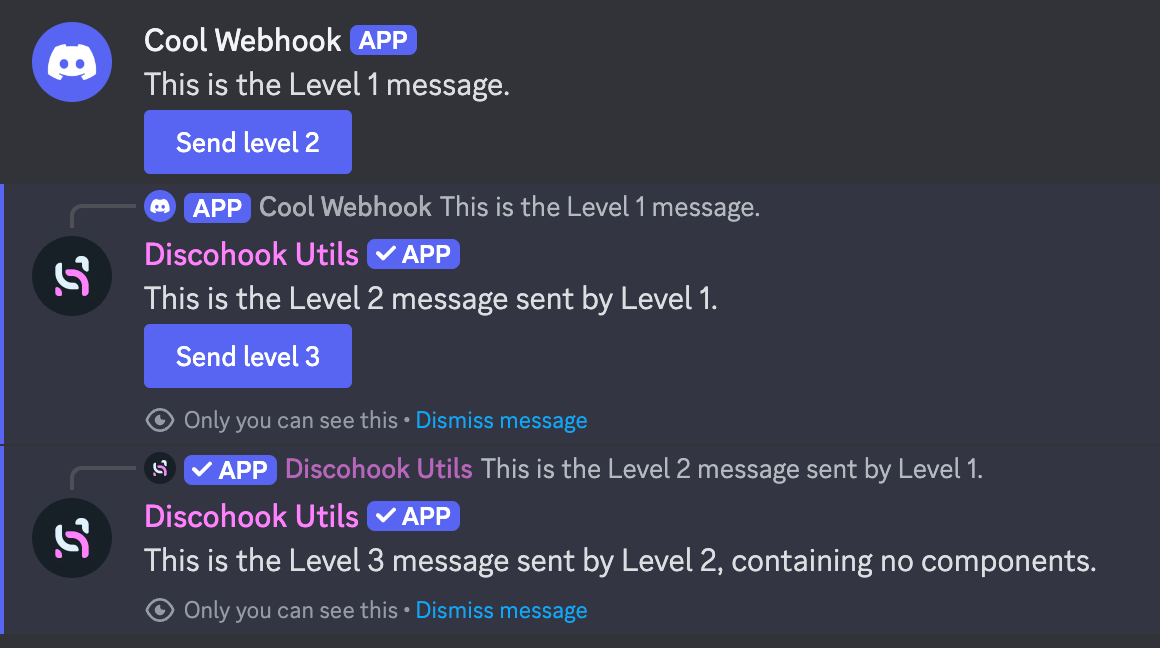 Cool Webhook APP
This is the Level 1 message.
Send level 2
APP Cool Webhook This is the Level 1 message.
Discohook Utils ✓ APP
This is the Level 2 message sent by Level 1.
Send level 3
Only you can see this • Dismiss message
✓ APP Discohook Utils This is the Level 2 message sent by Level 1.
Discohook Utils ✓ APP
This is the Level 3 message sent by Level 2, containing no components.
Only you can see this • Dismiss message